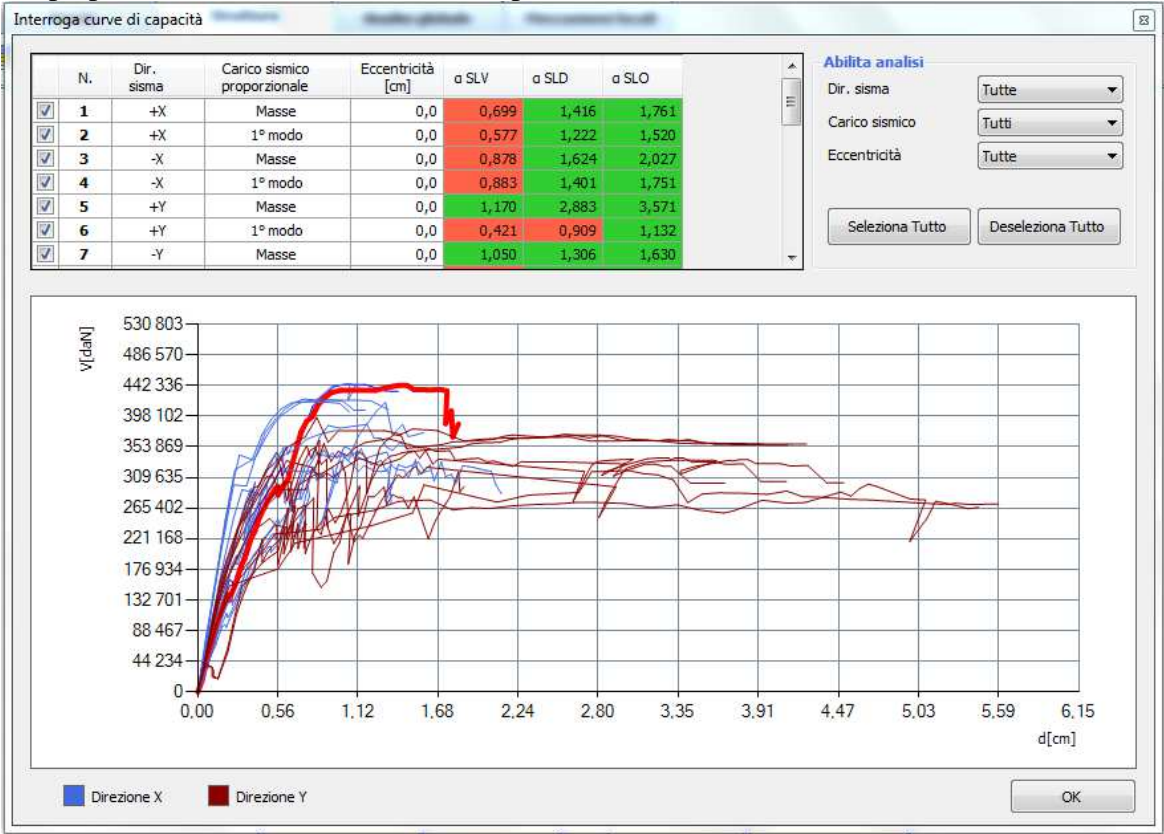 Interroga curve di capacità
N. Dir. sisma Carico sismico proporzionale Eccentricità [cm] α SLV α SLD α SLO
1 +X Masse 0,0 0,699 1,416 1,761
2 +X 1° modo 0,0 0,577 1,222 1,520
3 -X Masse 0,0 0,878 1,624 2,027
4 -X 1° modo 0,0 0,883 1,401 1,751
5 +Y Masse 0,0 1,170 2,883 3,571
6 +Y 1° modo 0,0 0,421 0,909 1,132
7 -Y Masse 0,0 1,050 1,306 1,630
Abilita analisi
Dir. sisma Tutte
Carico sismico Tutti
Eccentricità Tutte
Seleziona Tutto Deseleziona Tutto
V[daN]
530 803
486 570
442 336
398 102
353 869
309 635
265 402
221 168
176 934
132 701
88 467
44 234
0
0,00 0,56 1,12 1,68 2,24 2,80 3,35 3,91 4,47 5,03 5,59 6,15
d[cm]
Direzione X Direzione Y OK